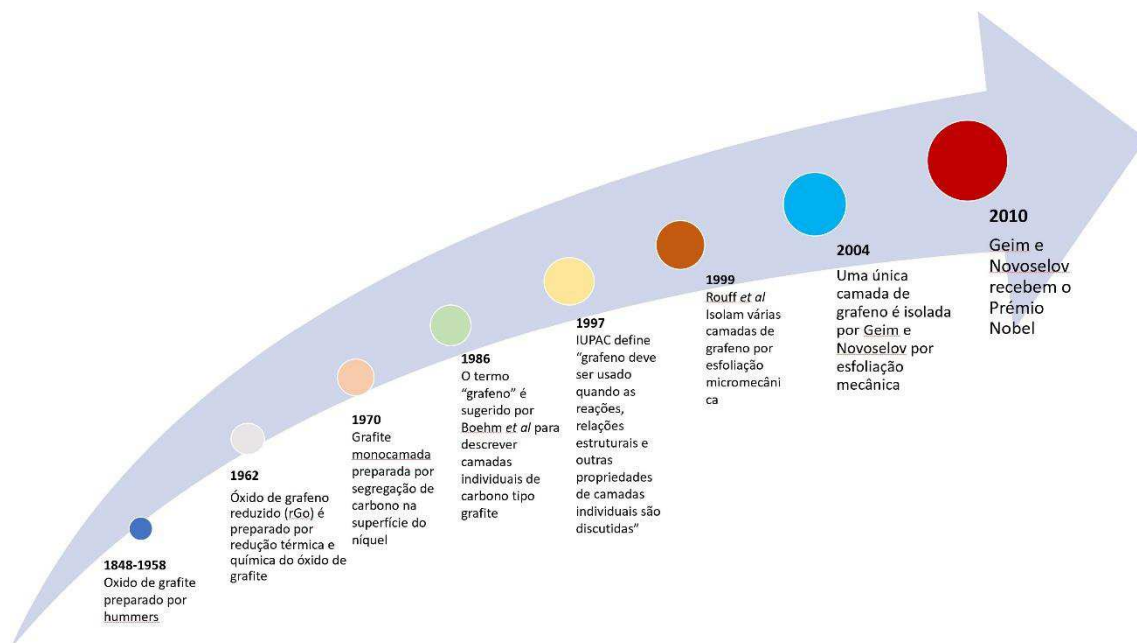 1848-1958
Oxido de grafite
preparado por
hummers
1962
Óxido de grafeno
reduzido (rGo) é
preparado por
redução térmica e
química do óxido de
grafite
1970
Grafite
monocamada
preparada por
segregação de
carbono na
superfície do
níquel
1986
O termo
“grafeno” é
sugerido por
Boehm et al para
descrever
camadas
individuais de
carbono tipo
grafite
1997
IUPAC define
“grafeno deve
ser usado
quando as
reações,
relações
estruturais e
outras
propriedades
de camadas
individuais são
discutidas”
1999
Rouff et al
Isolam várias
camadas de
grafeno por
esfoliação
micromecâni
ca
2004
Uma única
camada de
grafeno é isolada
por Geim e
Novoselov por
esfoliação
mecânica
2010
Geim e
Novoselov
recebem o
Prémio
Nobel